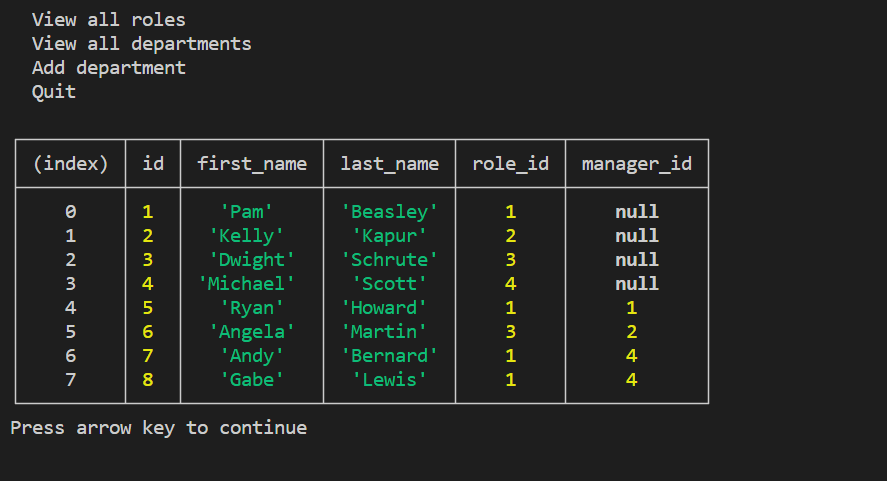 View all roles
View all departments
Add department
Quit
(index) id first_name last_name role_id manager_id
0 1 'Pam' 'Beasley' 1 null
1 2 'Kelly' 'Kapur' 2 null
2 3 'Dwight' 'Schrute' 3 null
3 4 'Michael' 'Scott' 4 null
4 5 'Ryan' 'Howard' 1 1
5 6 'Angela' 'Martin' 3 2
6 7 'Andy' 'Bernard' 1 4
7 8 'Gabe' 'Lewis' 1 4
Press arrow key to continue